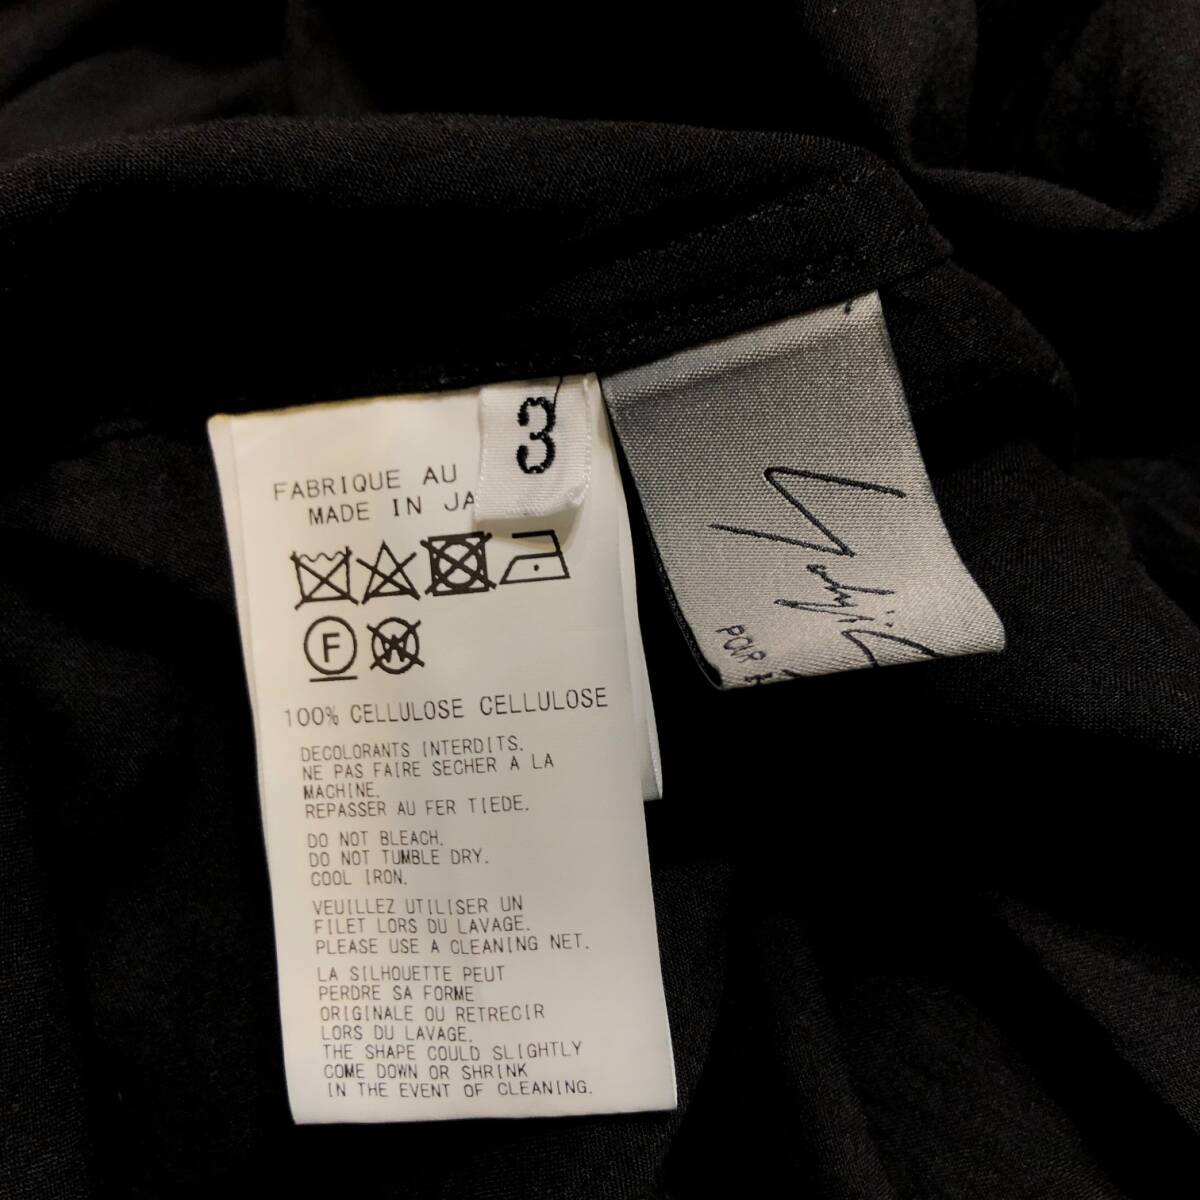 3
FABRIQUE AU
MADE IN JA
F
W
100% CELLULOSE CELLULOSE
DECOLORANTS INTERDITS.
NE PAS FAIRE SECHER A LA
MACHINE.
REPASSER AU FER TIEDE.
DO NOT BLEACH.
DO NOT TUMBLE DRY.
COOL IRON.
VEUILLEZ UTILISER UN
FILET LORS DU LAVAGE.
PLEASE USE A CLEANING NET.
LA SILHOUETTE PEUT
PERDRE SA FORME
ORIGINALE OU RETRECIR
LORS DU LAVAGE.
THE SHAPE COULD SLIGHTLY
COME DOWN OR SHRINK
IN THE EVENT OF CLEANING.
POUR